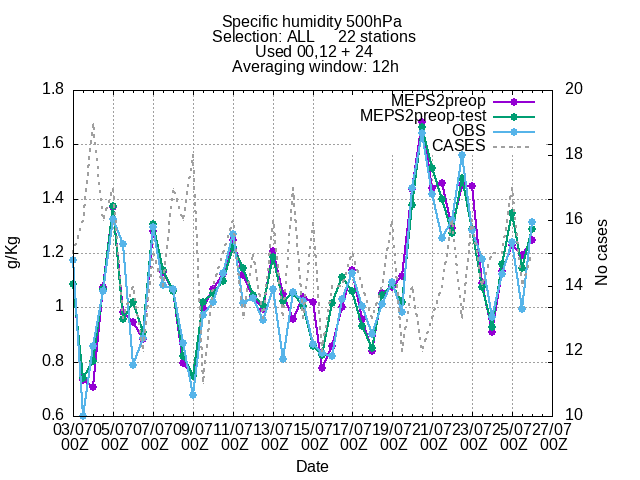 Specific humidity 500hPa
Selection: ALL 22 stations
Used 00,12 + 24
Averaging window: 12h
MEPS2preop
MEPS2preop-test
OBS
CASES
1.8
1.6
1.4
1.2
1
0.8
0.6
g/Kg
20
18
16
14
12
10
No cases
03/07 05/07 07/07 09/07 11/07 13/07 15/07 17/07 19/07 21/07 23/07 25/07 27/07
00Z 00Z 00Z 00Z 00Z 00Z 00Z 00Z 00Z 00Z 00Z 00Z 00Z
Date